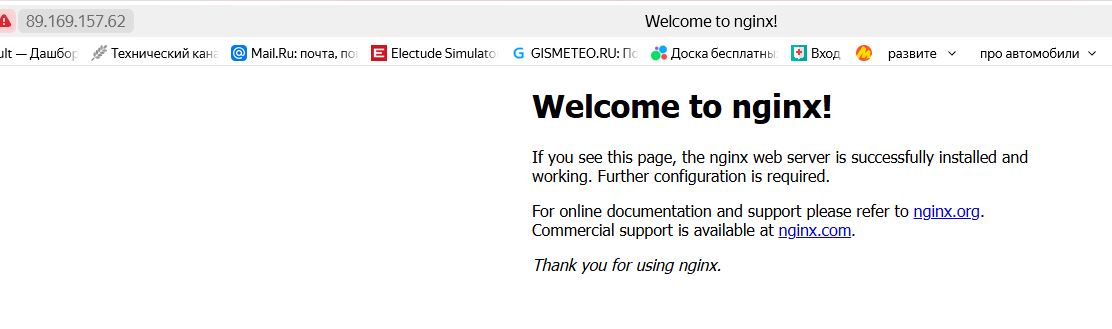 89.169.157.62 Welcome to nginx!
ult — Дашбор Технический кана Mail.Ru: почта, по Electude Simulato GISMETEO.RU: По Доска бесплатны Вход развите про автомобили
Welcome to nginx!
If you see this page, the nginx web server is successfully installed and
working. Further configuration is required.
For online documentation and support please refer to nginx.org.
Commercial support is available at nginx.com.
Thank you for using nginx.